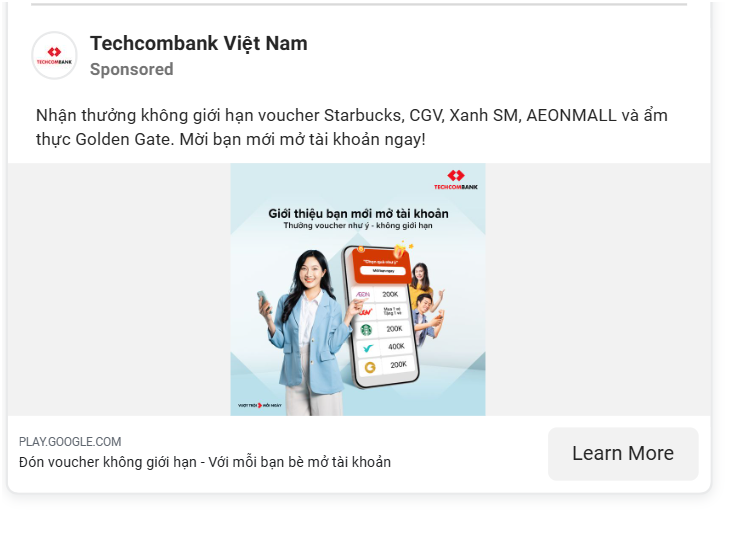 TECHCOMBANK
Techcombank Việt Nam
Sponsored
Nhận thưởng không giới hạn voucher Starbucks, CGV, Xanh SM, AEONMALL và ẩm
thực Golden Gate. Mời bạn mới mở tài khoản ngay!
TECHCOMBANK
Giới thiệu bạn mới mở tài khoản
Thưởng voucher như ý - không giới hạn
"Chọn quà như ý"
Mời bạn ngay
AEON 200K
Mua 1 vé
Tặng 1 vé
200K
400K
200K
VƯỢT TRỘI MỖI NGÀY
PLAY.GOOGLE.COM
Đón voucher không giới hạn - Với mỗi bạn bè mở tài khoản
Learn More